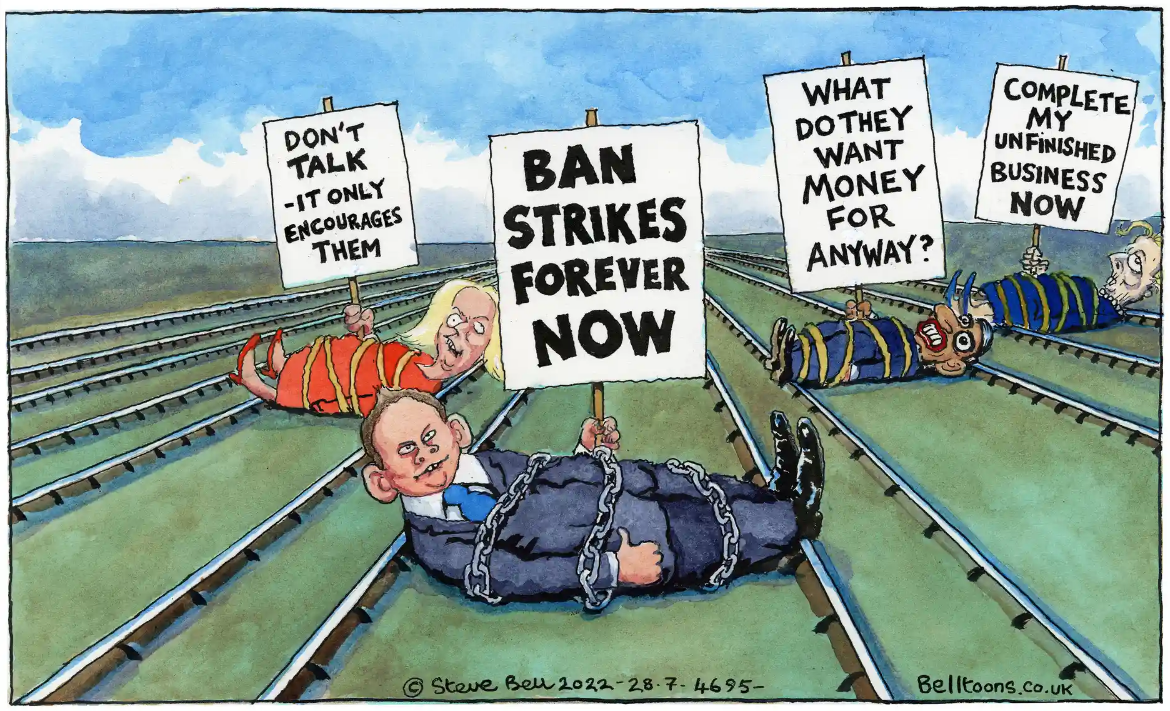 DON'T
TALK
-IT ONLY
ENCOURAGES
THEM
BAN
STRIKES
FOREVER
NOW
WHAT
DO THEY
WANT
MONEY
FOR
ANYWAY?
COMPLETE
MY
UNFINISHED
BUSINESS
NOW
© Steve Bell 2022-28.7-4695-
Belltoons.co.uk